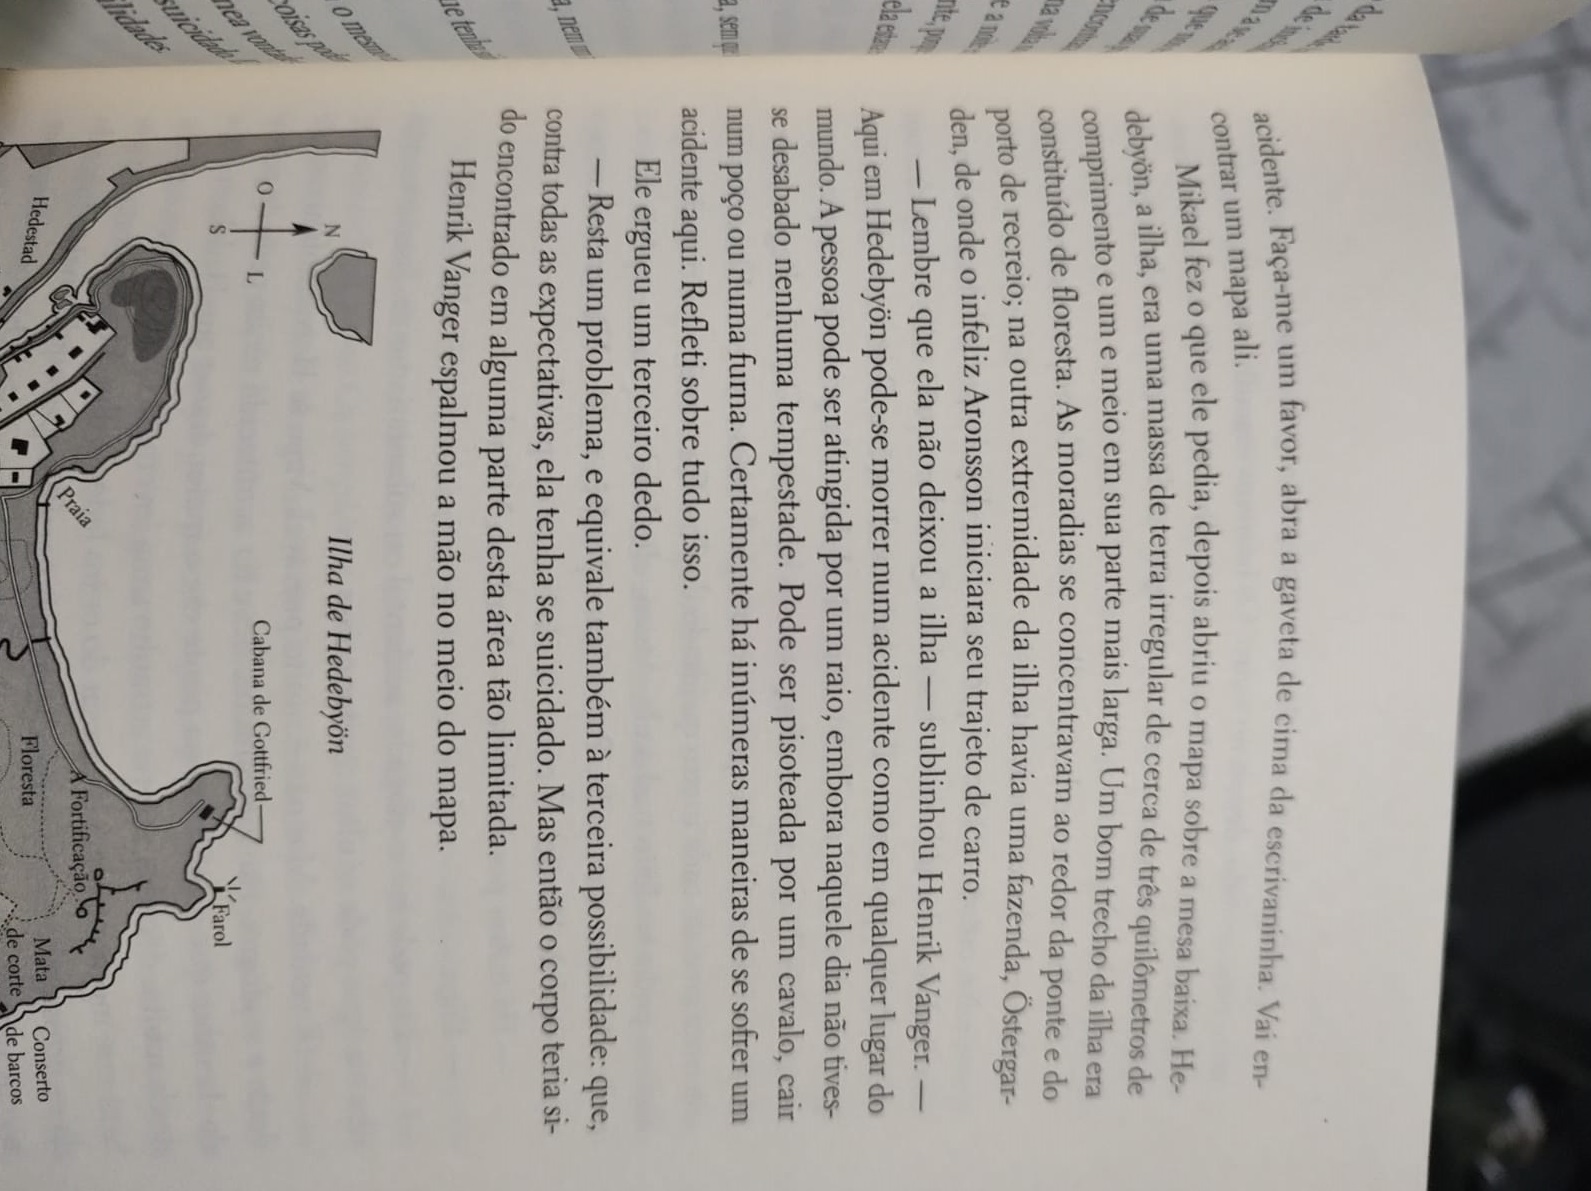 acidente. Faça-me um favor, abra a gaveta de cima da escrivaninha. Vai en-
contrar um mapa ali.
Mikael fez o que ele pedia, depois abriu o mapa sobre a mesa baixa. He-
debyön, a ilha, era uma massa de terra irregular de cerca de três quilômetros de
comprimento e um e meio em sua parte mais larga. Um bom trecho da ilha era
constituído de floresta. As moradias se concentravam ao redor da ponte e do
porto de recreio; na outra extremidade da ilha havia uma fazenda, Östergar-
den, de onde o infeliz Aronsson iniciara seu trajeto de carro.
— Lembre que ela não deixou a ilha — sublinhou Henrik Vanger. —
Aqui em Hedebyön pode-se morrer num acidente como em qualquer lugar do
mundo. A pessoa pode ser atingida por um raio, embora naquele dia não tives-
se desabado nenhuma tempestade. Pode ser pisoteada por um cavalo, cair
num poço ou numa furna. Certamente há inúmeras maneiras de se sofrer um
acidente aqui. Refleti sobre tudo isso.
Ele ergueu um terceiro dedo.
— Resta um problema, e equivale também à terceira possibilidade: que,
contra todas as expectativas, ela tenha se suicidado. Mas então o corpo teria si-
do encontrado em alguma parte desta área tão limitada.
Henrik Vanger espalmou a mão no meio do mapa.
Ilha de Hedebyön
N
O
L
S
Cabana de Gottfried
Farol
Hedestad
Praia
Fortificação
Floresta
Mata
de corte
Conserto
de barcos